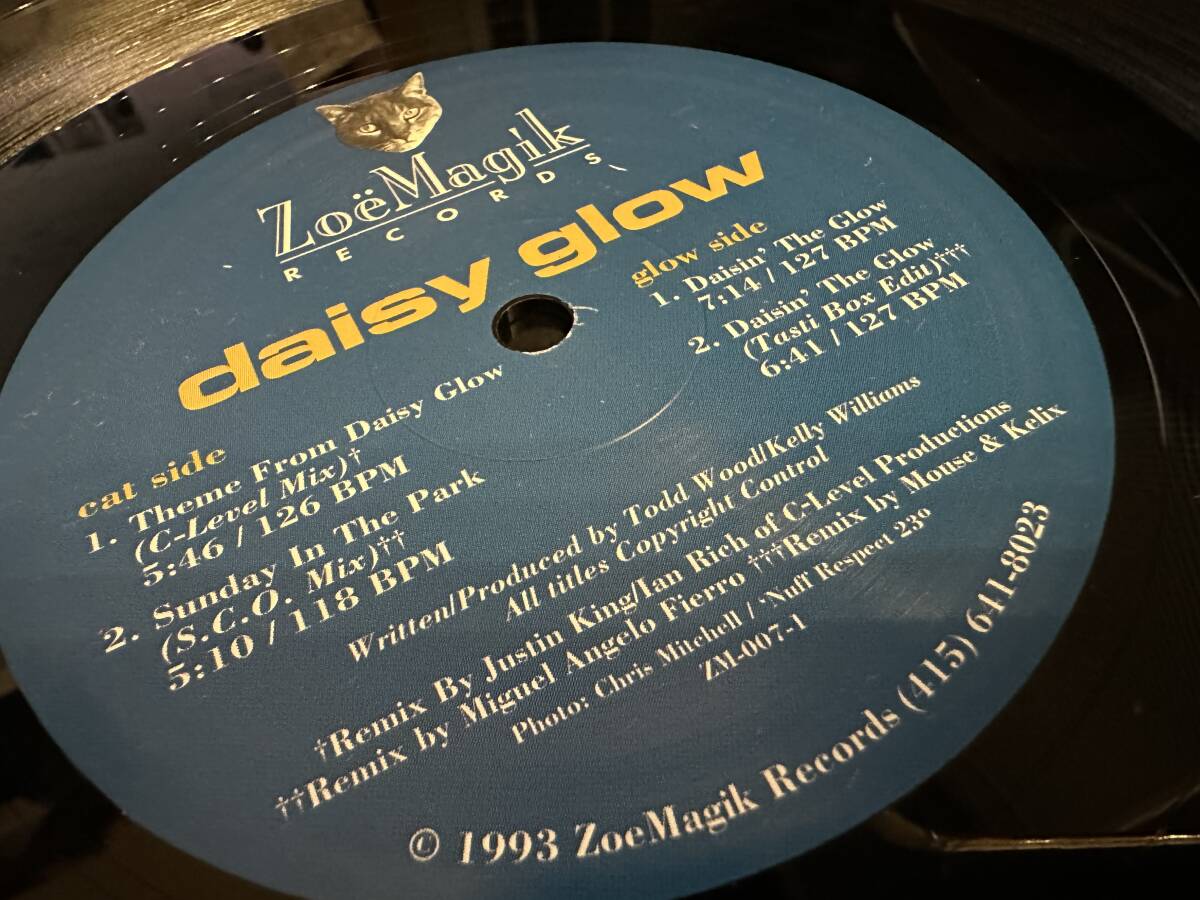 ZoëMagik
RECORDS
daisy glow
cat side
1. Theme From Daisy Glow
(C-Level Mix)†
5:46 / 126 BPM
2. Sunday In The Park
(S.C.O. Mix)††
5:10 / 118 BPM
glow side
1. Daisin' The Glow
7:14 / 127 BPM
2. Daisin' The Glow
(Tasti Box Edit)†††
6:41 / 127 BPM
Written/Produced by Todd Wood/Kelly Williams
All titles Copyright Control
†Remix By Justin King/Ian Rich of C-Level Productions
††Remix by Miguel Angelo Fierro †††Remix by Mouse & Kelix
Photo: Chris Mitchell / 'Nuff Respect 23º
ZM-007-1
© 1993 ZoeMagik Records (415) 641-8023